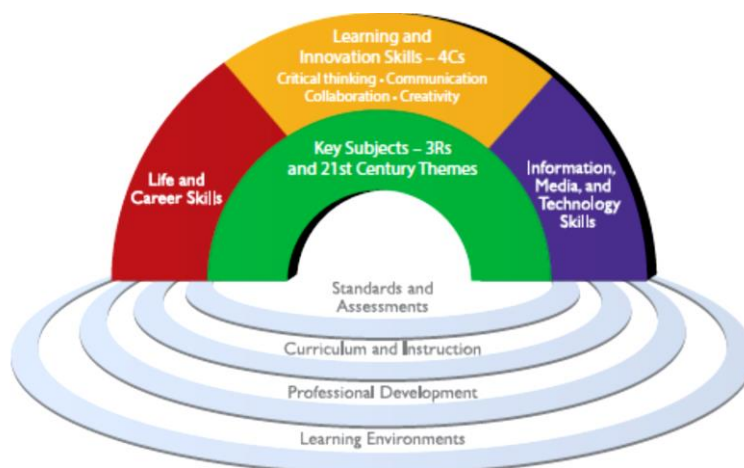 Learning and
Innovation Skills – 4Cs
Critical thinking • Communication
Collaboration • Creativity
Key Subjects – 3Rs
and 21st Century Themes
Life and
Career Skills
Information,
Media, and
Technology
Skills
Standards and
Assessments
Curriculum and Instruction
Professional Development
Learning Environments